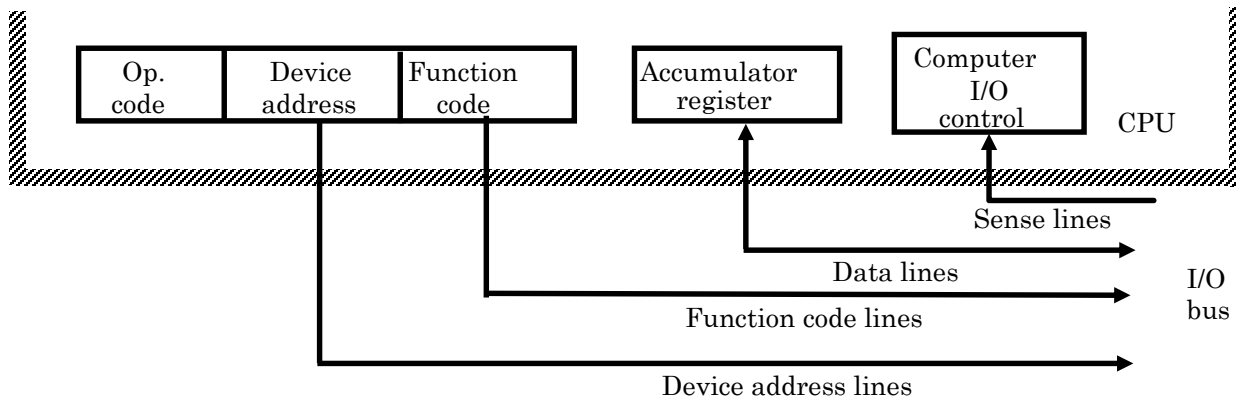 Op.
code
Device
address
Function
code
Accumulator
register
Computer
I/O
control
CPU
Sense lines
Data lines
I/O
bus
Function code lines
Device address lines